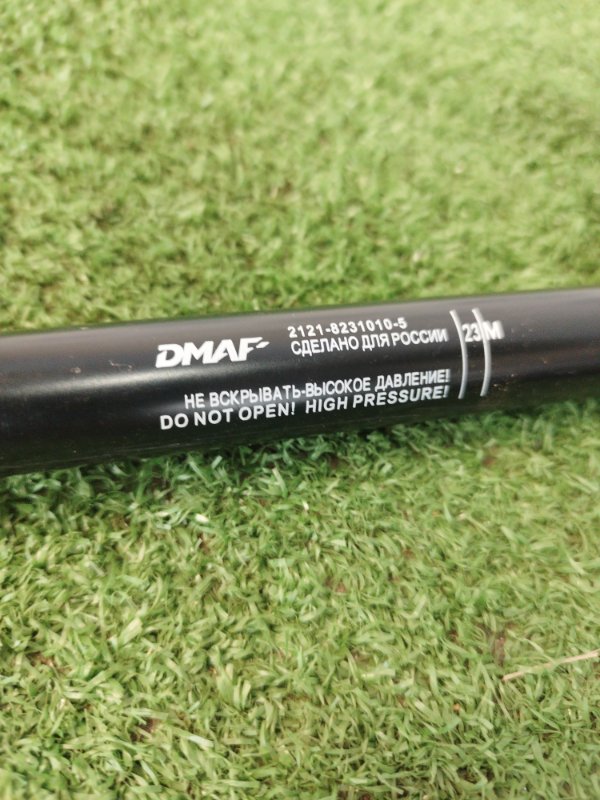 DMAF
2121-8231010-5
СДЕЛАНО ДЛЯ РОССИИ
23 M
НЕ ВСКРЫВАТЬ-ВЫСОКОЕ ДАВЛЕНИЕ!
DO NOT OPEN! HIGH PRESSURE!